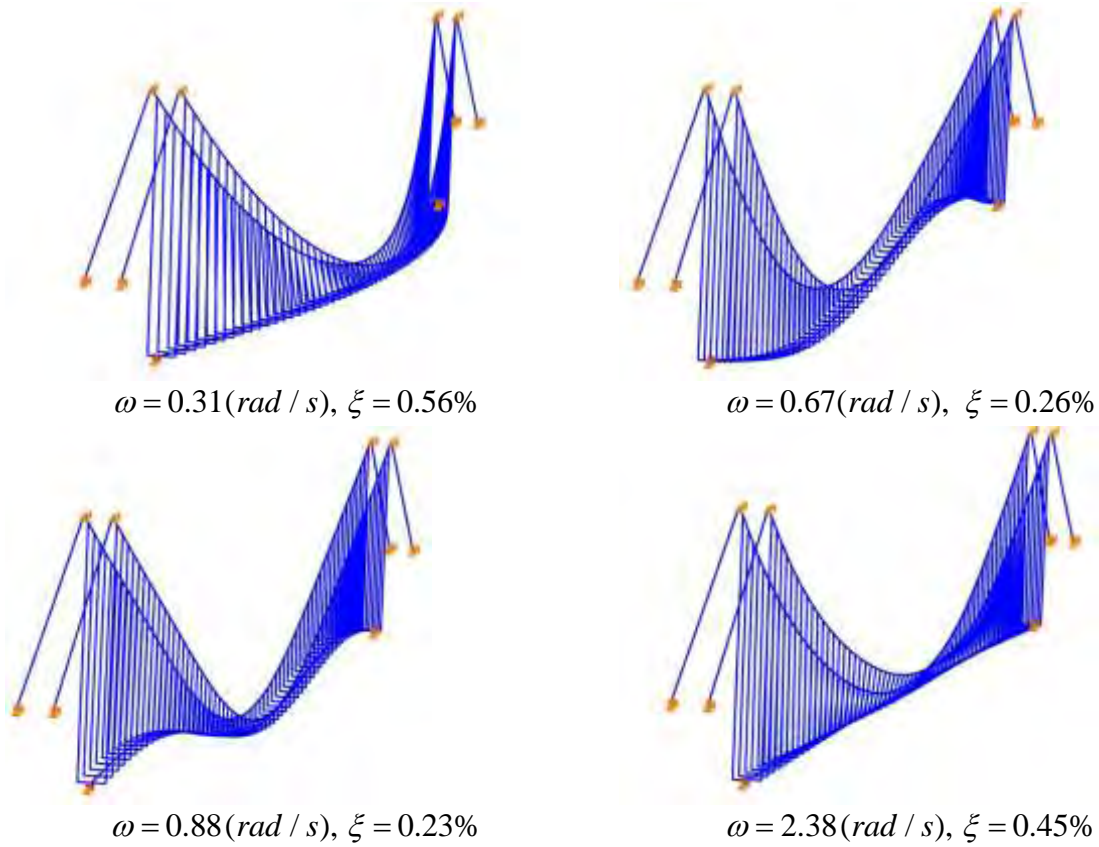 ω = 0.31(rad / s), ξ = 0.56%
ω = 0.67(rad / s), ξ = 0.26%
ω = 0.88(rad / s), ξ = 0.23%
ω = 2.38(rad / s), ξ = 0.45%